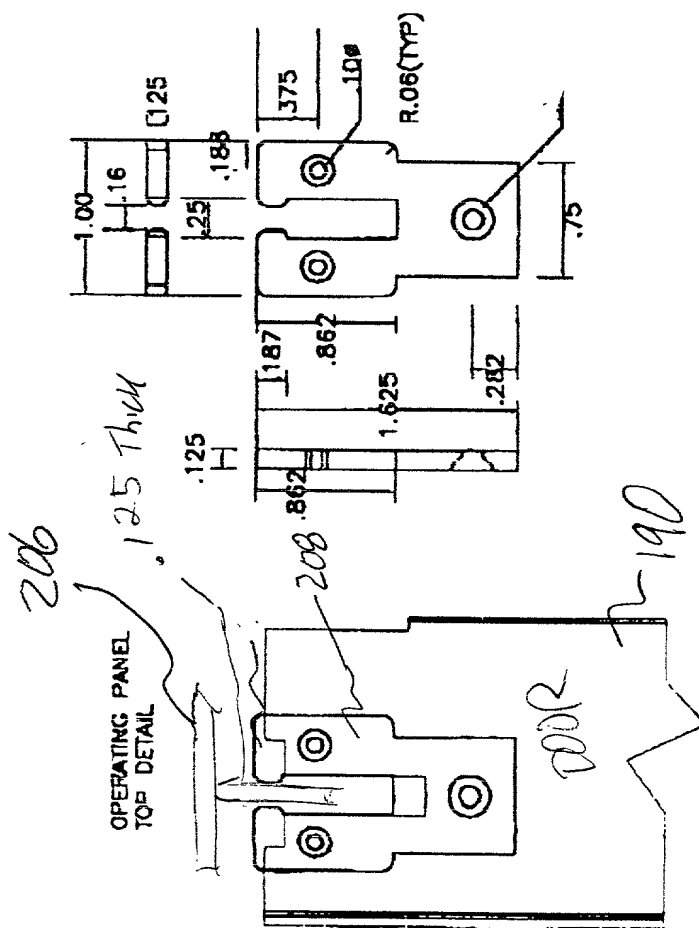 1.00
.16
□.125
.188
.25
.375
.10ø
R.06(TYP)
.75
.187
.862
.125
.862
1.625
.282
206
.125 Thick
OPERATING PANEL
TOP DETAIL
208
DOOR
190